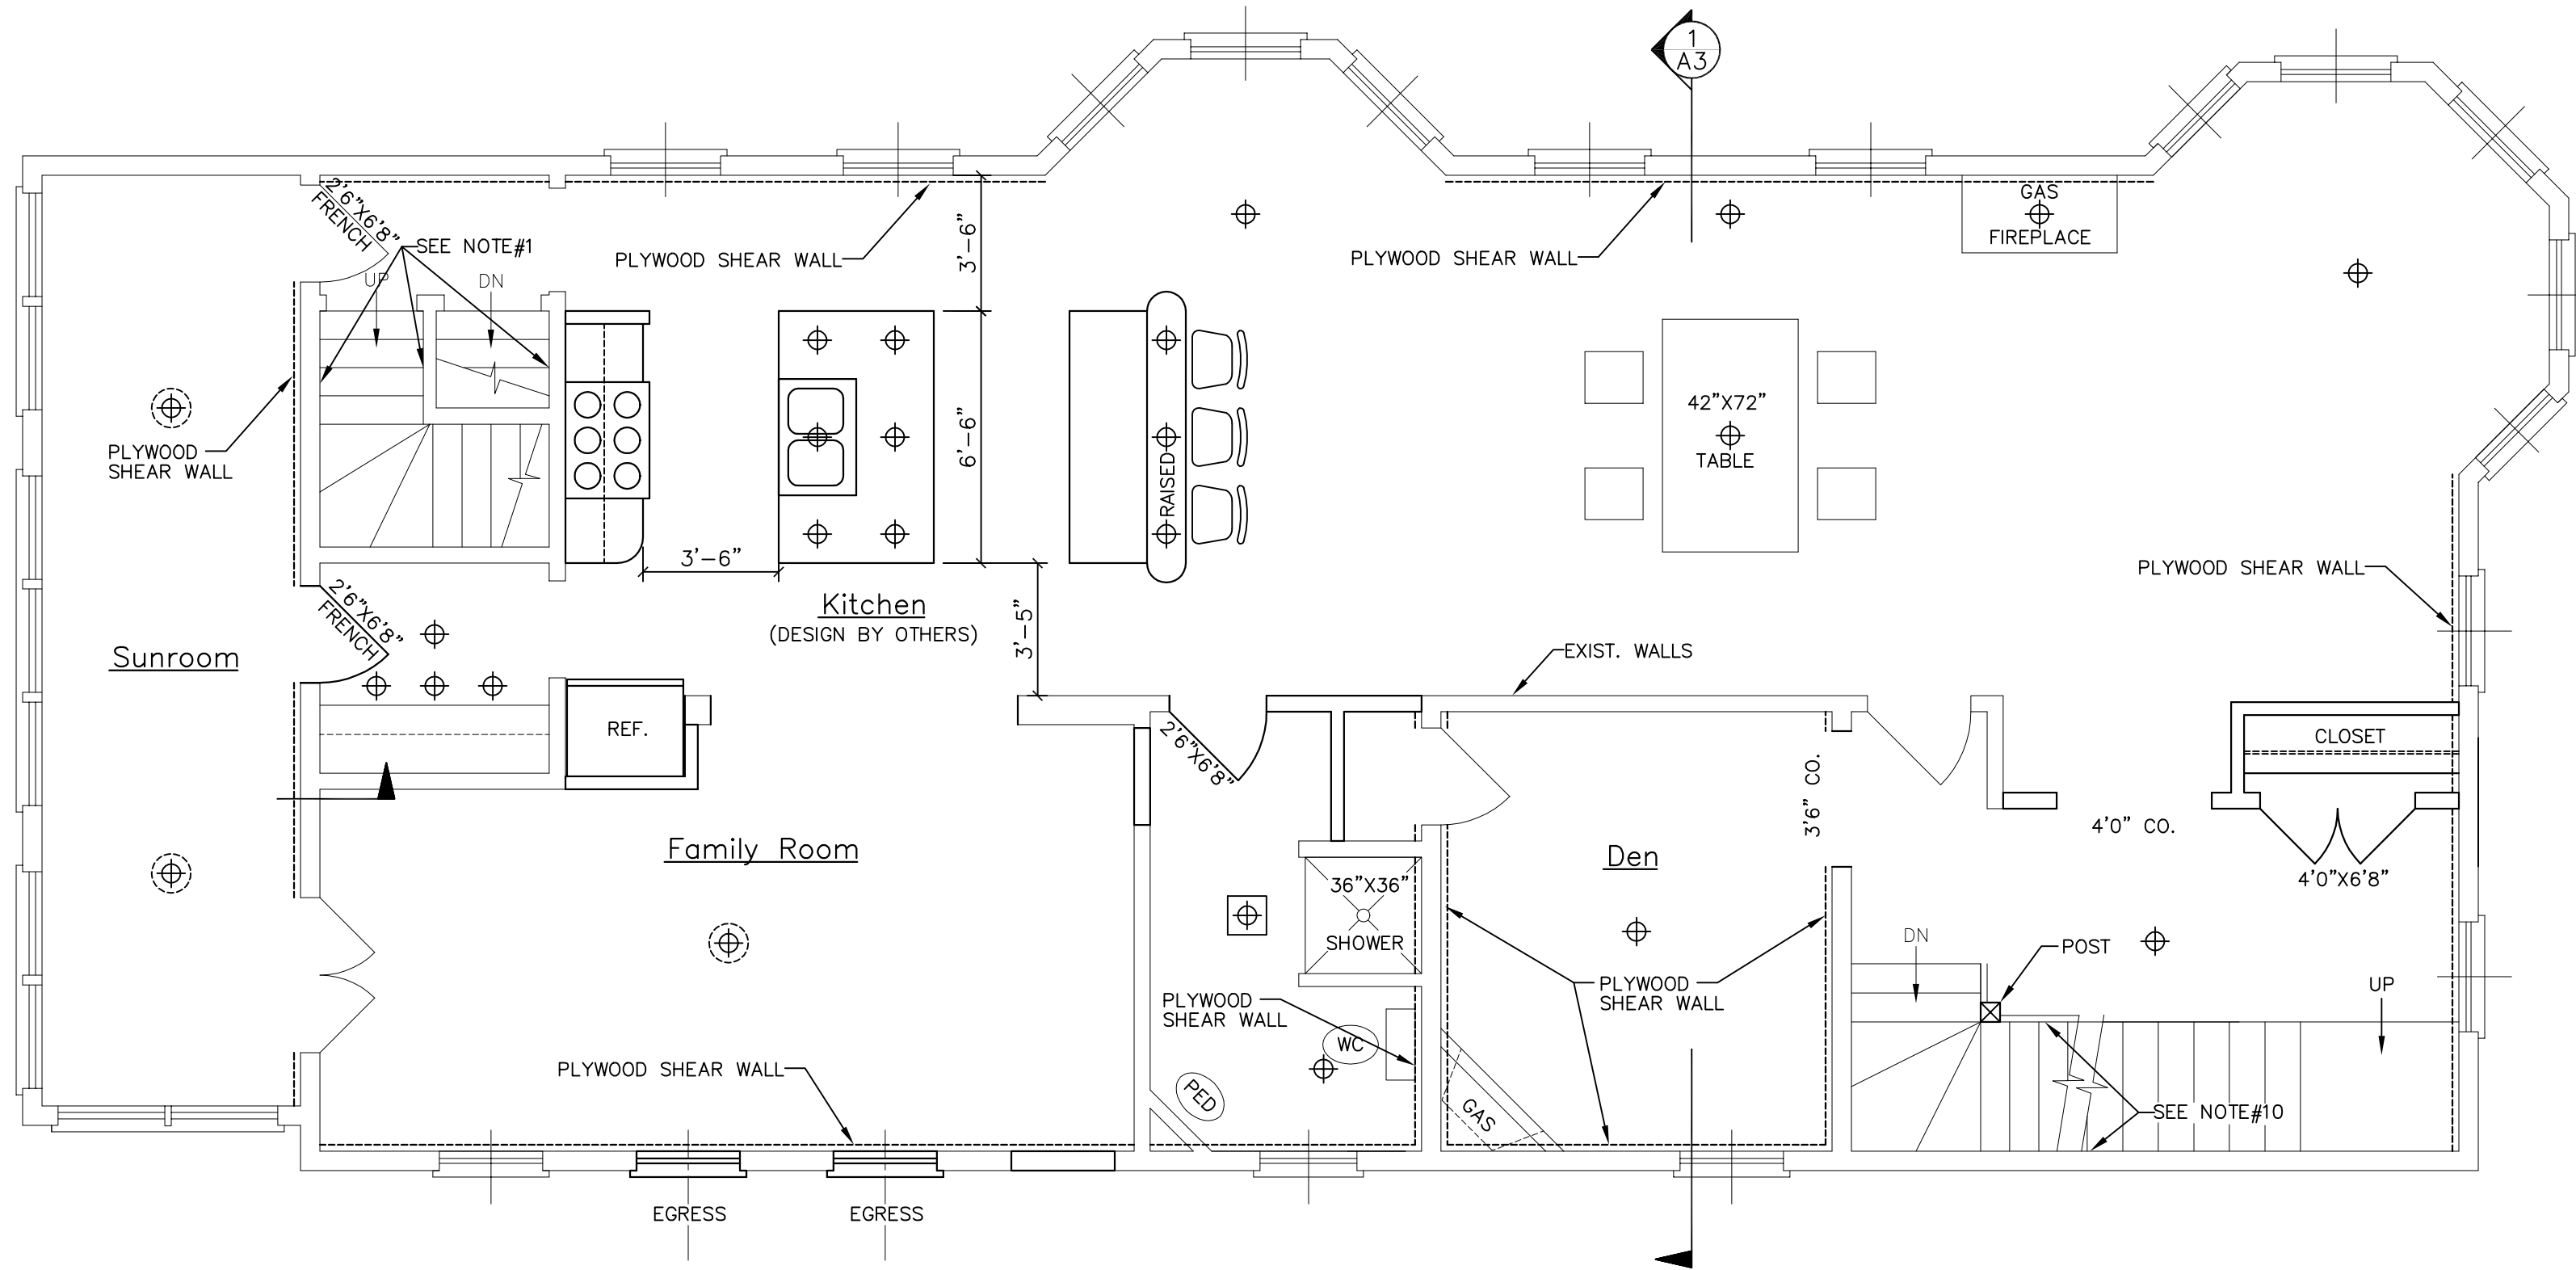 1
A3
2'6"X6'8"
FRENCH
SEE NOTE#1
UP
DN
PLYWOOD SHEAR WALL
3'-6"
PLYWOOD SHEAR WALL
GAS
FIREPLACE
PLYWOOD
SHEAR WALL
6'-6"
RAISED
42"X72"
TABLE
3'-6"
2'6"X6'8"
FRENCH
Kitchen
(DESIGN BY OTHERS)
3'-5"
PLYWOOD SHEAR WALL
Sunroom
EXIST. WALLS
REF.
2'6"X6'8"
3'6" CO.
CLOSET
4'0" CO.
Family Room
Den
4'0"X6'8"
36"X36"
SHOWER
DN
POST
UP
PLYWOOD
SHEAR WALL
PLYWOOD
SHEAR WALL
WC
PLYWOOD SHEAR WALL
PED
GAS
SEE NOTE#10
EGRESS
EGRESS